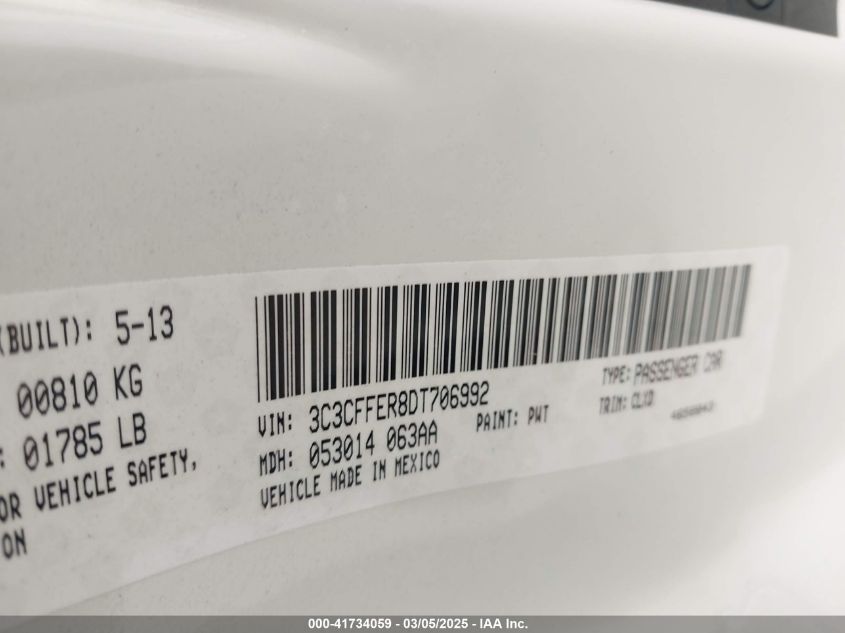 (BUILT): 5-13
00810 KG
: 01785 LB
OR VEHICLE SAFETY,
ON
VIN: 3C3CFFER8DT706992
MDH: 053014 063AA
VEHICLE MADE IN MEXICO
PAINT: PWT
TYPE: PASSENGER CAR
TRIM: CLXD
000-41734059 - 03/05/2025 - IAA Inc.